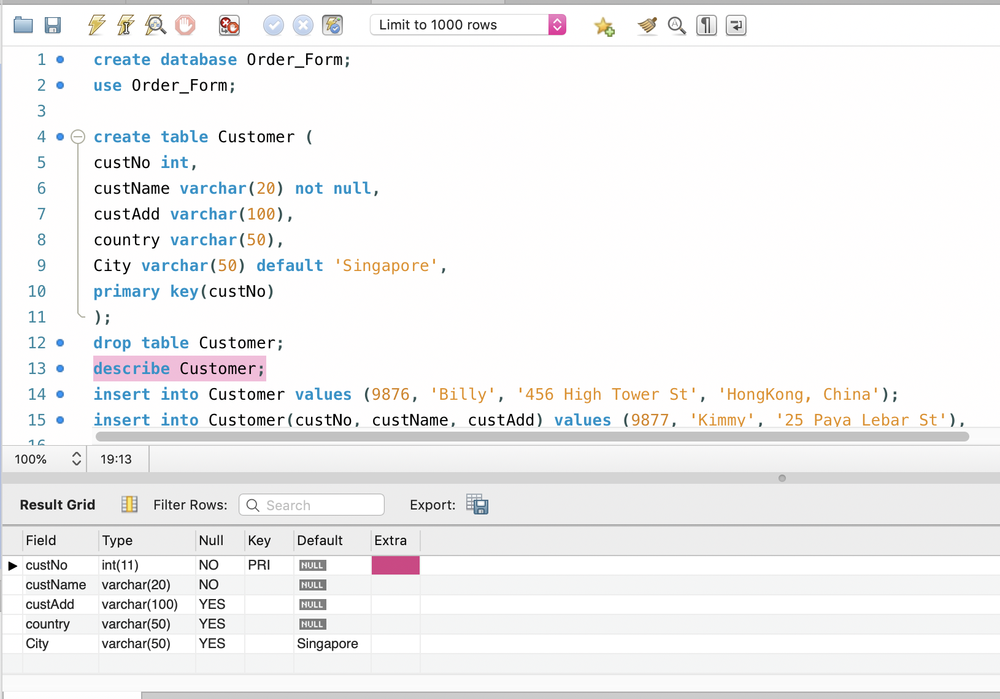 Limit to 1000 rows
1 create database Order_Form;
2 use Order_Form;
3
4 create table Customer (
5 custNo int,
6 custName varchar(20) not null,
7 custAdd varchar(100),
8 country varchar(50),
9 City varchar(50) default 'Singapore',
10 primary key(custNo)
11 );
12 drop table Customer;
13 describe Customer;
14 insert into Customer values (9876, 'Billy', '456 High Tower St', 'HongKong, China');
15 insert into Customer(custNo, custName, custAdd) values (9877, 'Kimmy', '25 Paya Lebar St'),
16
100% 19:13
Result Grid Filter Rows: Search Export:
Field Type Null Key Default Extra
custNo int(11) NO PRI NULL
custName varchar(20) NO NULL
custAdd varchar(100) YES NULL
country varchar(50) YES NULL
City varchar(50) YES Singapore